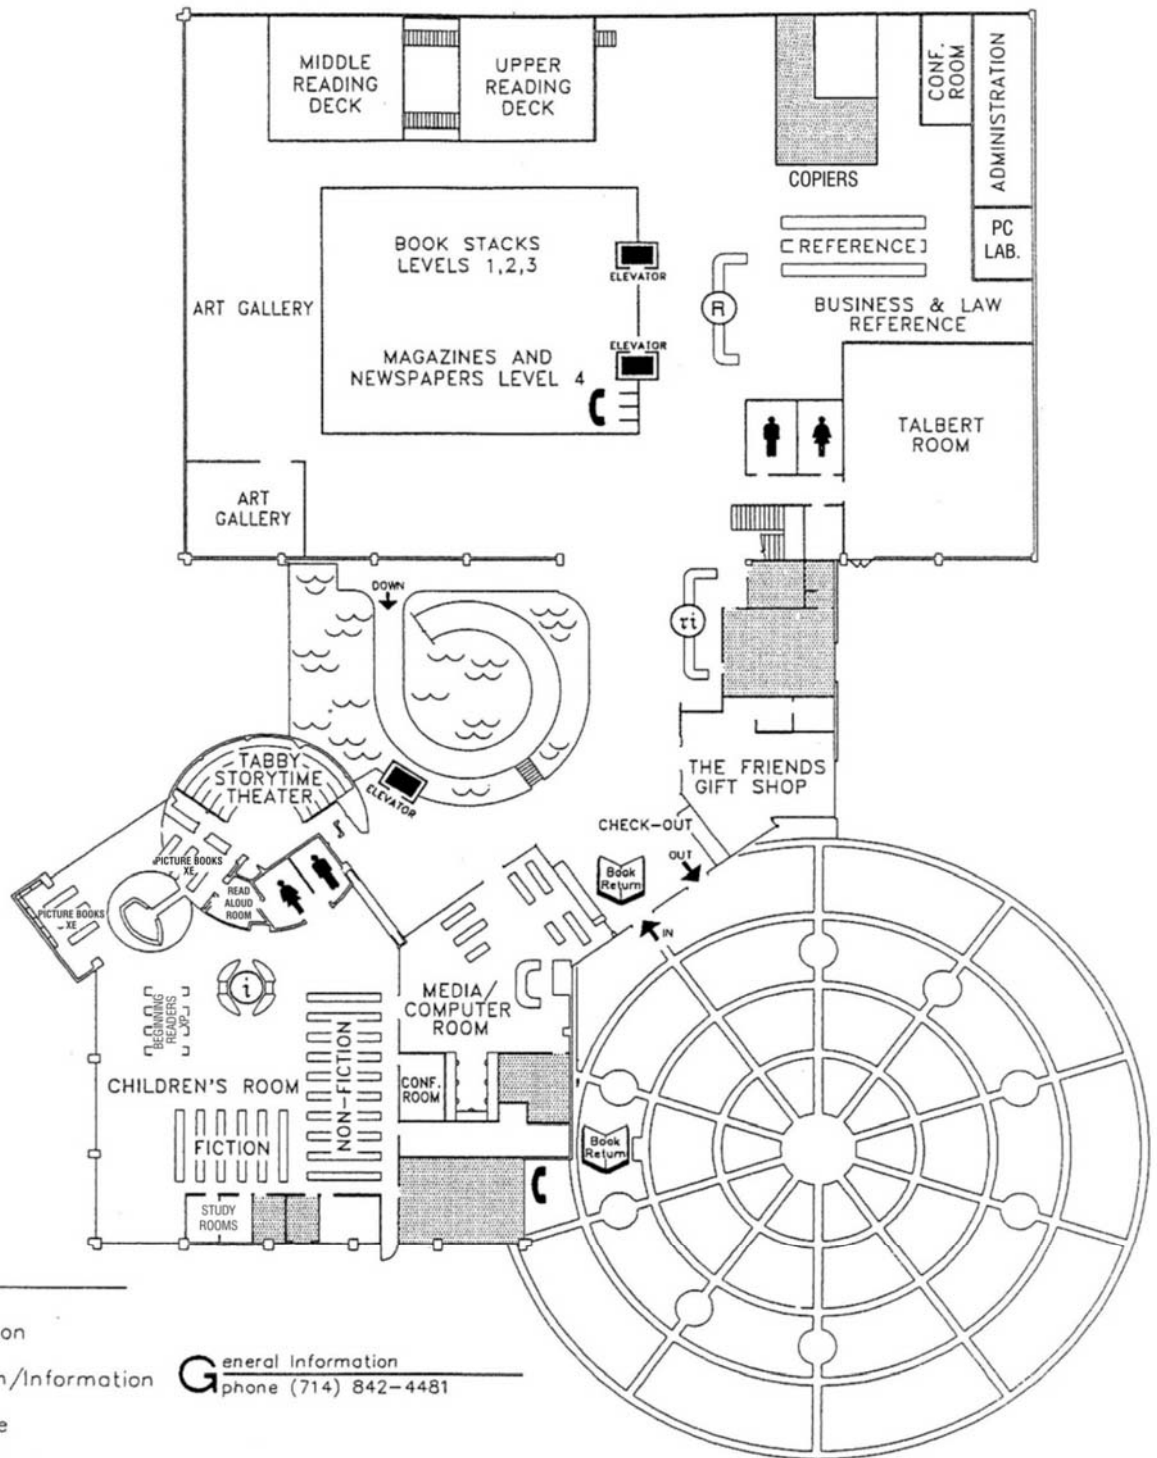 MIDDLE
READING
DECK
UPPER
READING
DECK
CONF.
ROOM
ADMINISTRATION
COPIERS
PC
LAB.
REFERENCE
BOOK STACKS
LEVELS 1,2,3
ELEVATOR
R
ART GALLERY
BUSINESS & LAW
REFERENCE
ELEVATOR
MAGAZINES AND
NEWSPAPERS LEVEL 4
TALBERT
ROOM
ART
GALLERY
DOWN
ri
TABBY
STORYTIME
THEATER
ELEVATOR
THE FRIENDS
GIFT SHOP
CHECK-OUT
OUT
Book
Return
IN
PICTURE BOOKS
XE
READ
ALOUD
ROOM
PICTURE BOOKS
XE
i
BEGINNING
READERS
XP
MEDIA/
COMPUTER
ROOM
NON-FICTION
CHILDREN'S ROOM
CONF.
ROOM
FICTION
Book
Return
STUDY
ROOMS
on
n/Information
e
General Information
phone (714) 842-4481